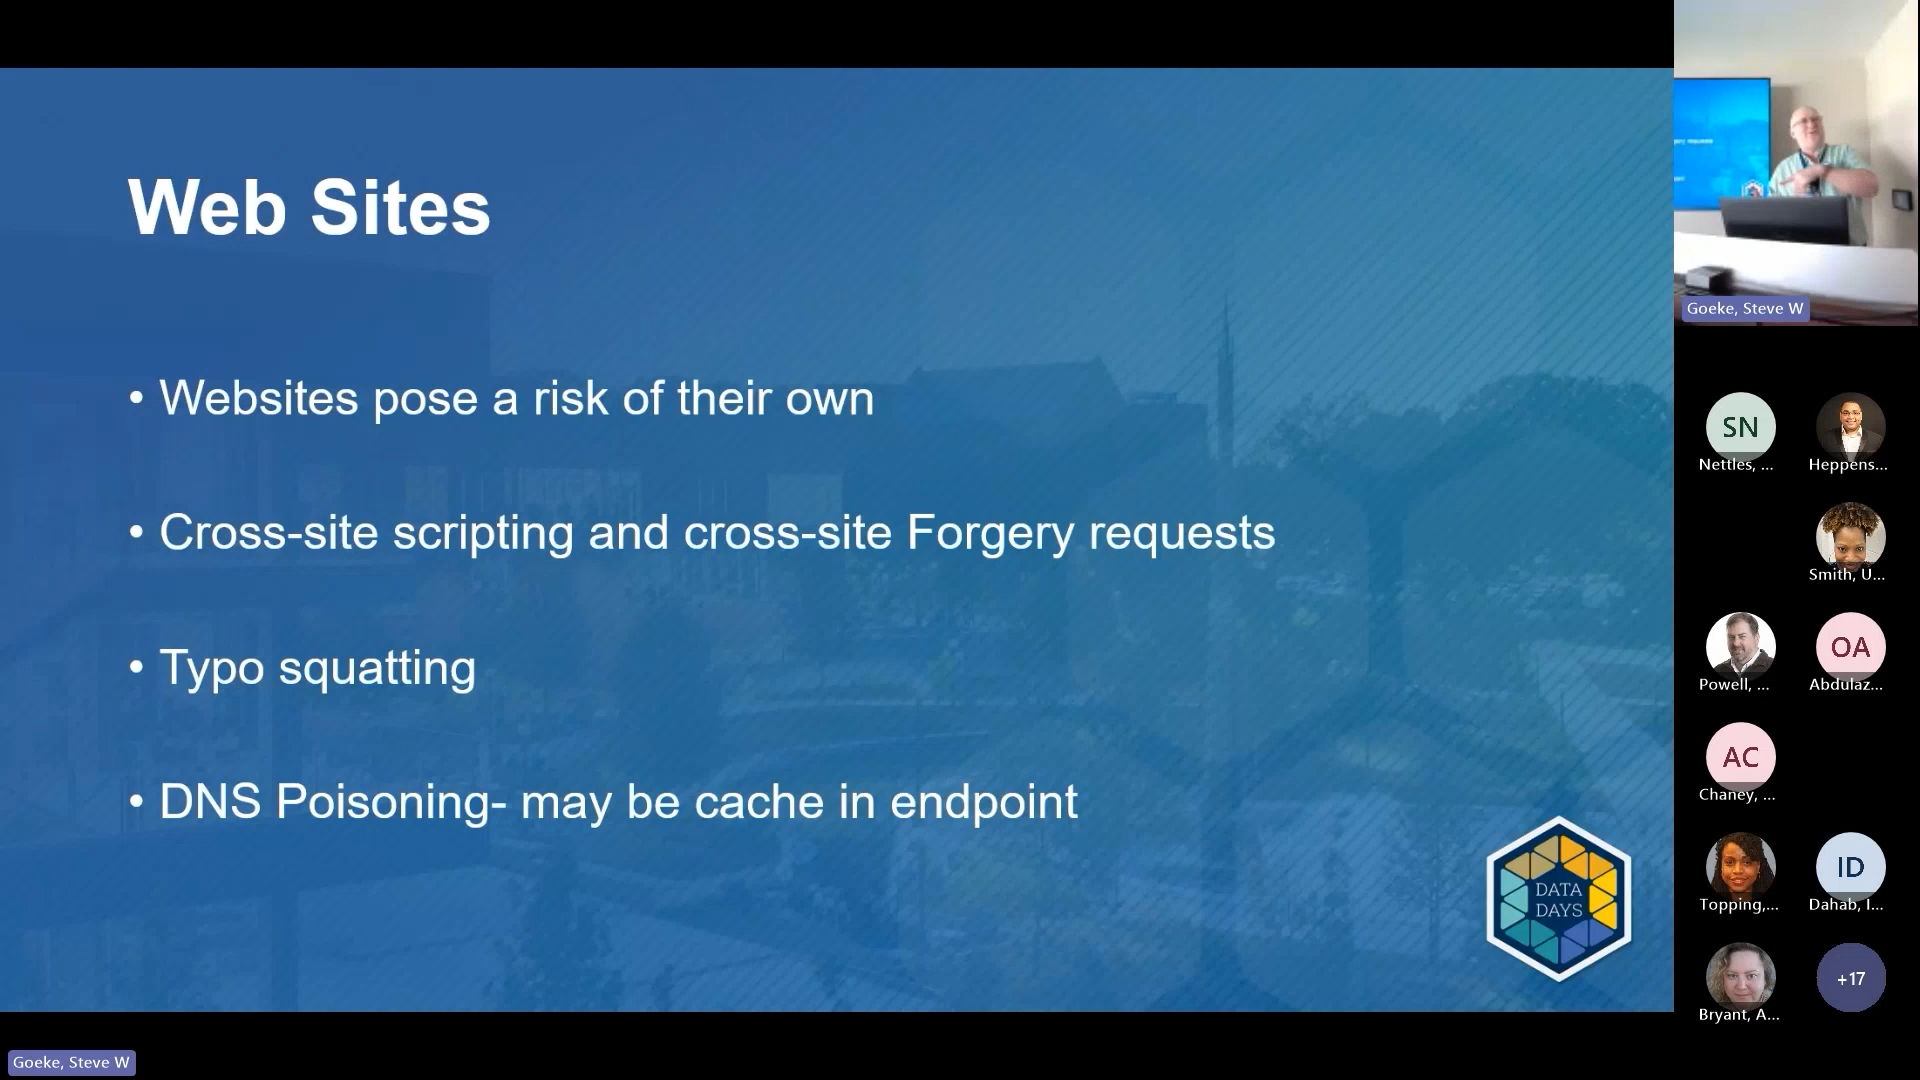 Web Sites
• Websites pose a risk of their own
• Cross-site scripting and cross-site Forgery requests
• Typo squatting
• DNS Poisoning- may be cache in endpoint
DATA
DAYS
Goeke, Steve W
SN
Nettles, ...
Heppens...
Smith, U...
Powell, ...
OA
Abdulaz...
AC
Chaney, ...
Topping,...
ID
Dahab, I...
Bryant, A...
+17
Goeke, Steve W